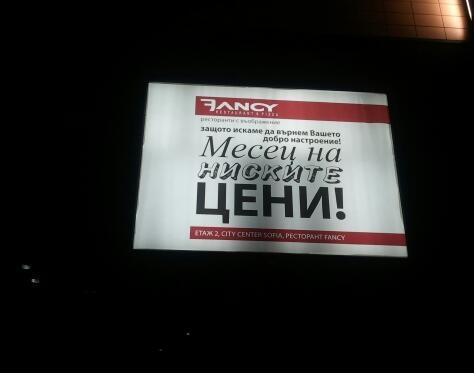 FANCY
RESTAURANT & PIZZA
ресторанти с въображение
защото искаме да върнем Вашето
добро настроение!
Месец на
НИСКИТЕ
ЦЕНИ!
ЕТАЖ 2, CITY CENTER SOFIA, РЕСТОРАНТ FANCY